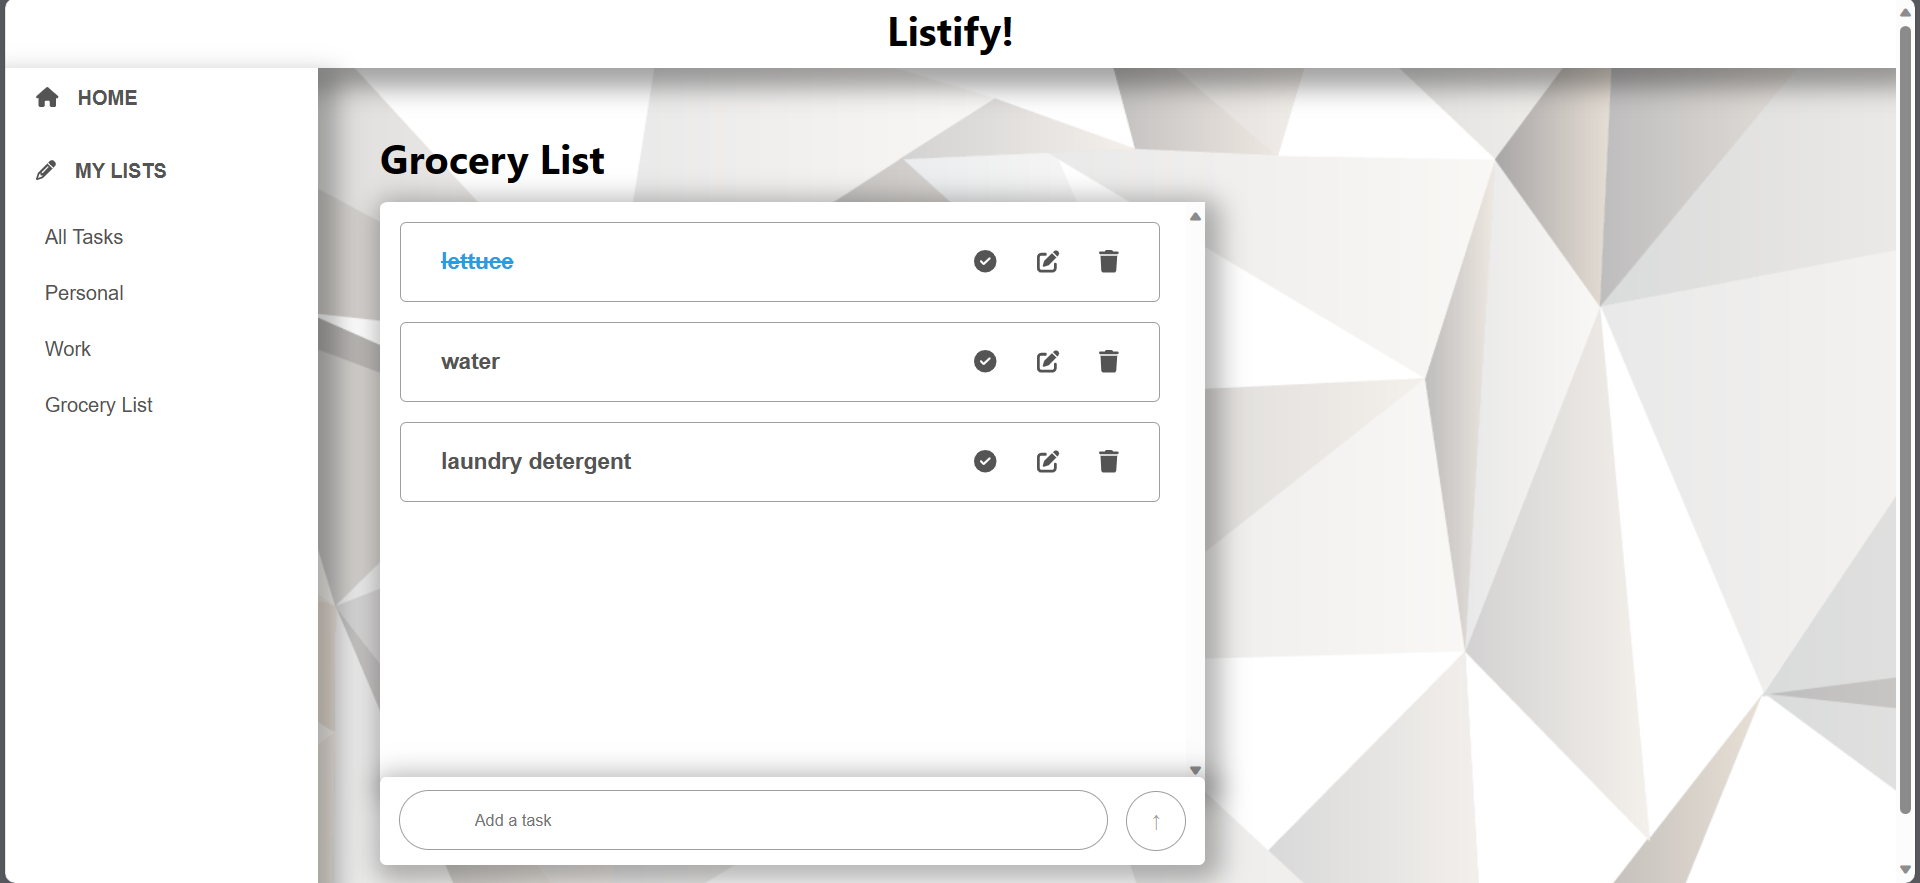 Listify!
HOME
MY LISTS
All Tasks
Personal
Work
Grocery List
Grocery List
lettuce
water
laundry detergent
Add a task
↑